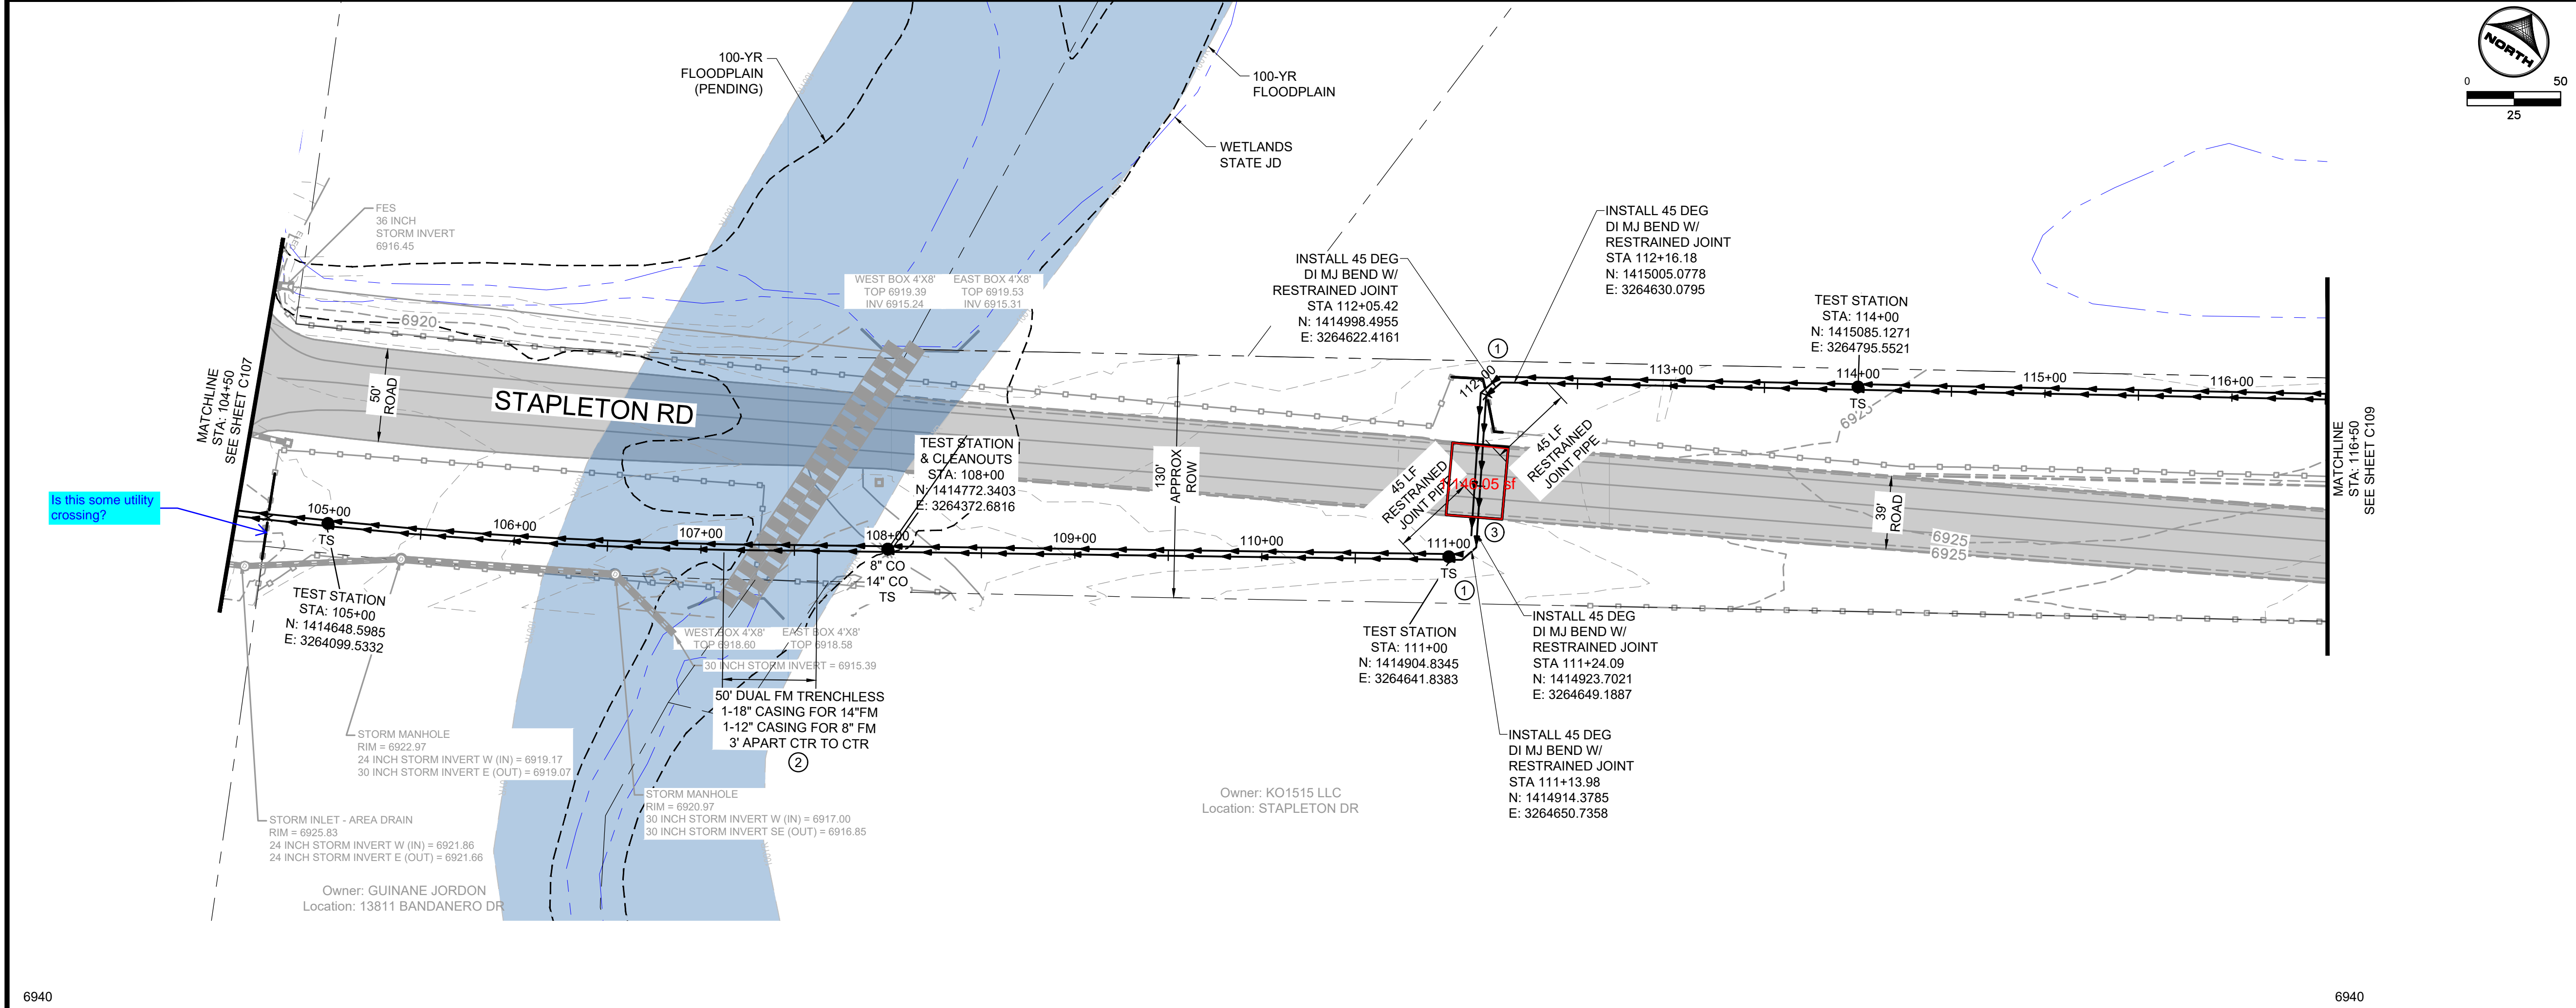 NORTH
0
50
25
100-YR
FLOODPLAIN
(PENDING)
100-YR
FLOODPLAIN
WETLANDS
STATE JD
FES
36 INCH
STORM INVERT
6916.45
WEST BOX 4'X8'
TOP 6919.39
INV 6915.24
EAST BOX 4'X8'
TOP 6919.53
INV 6915.31
INSTALL 45 DEG
DI MJ BEND W/
RESTRAINED JOINT
STA 112+05.42
N: 1414998.4955
E: 3264622.4161
INSTALL 45 DEG
DI MJ BEND W/
RESTRAINED JOINT
STA 112+16.18
N: 1415005.0778
E: 3264630.0795
TEST STATION
STA: 114+00
N: 1415085.1271
E: 3264795.5521
6920
MATCHLINE
STA: 104+50
SEE SHEET C107
50'
ROAD
STAPLETON RD
1
112+00
113+00
114+00
115+00
116+00
TS
6925
45 LF
RESTRAINED
JOINT PIPE
45 LF
RESTRAINED
JOINT PIPE
1146.05 sf
130'
APPROX
ROW
39'
ROAD
6925
6925
MATCHLINE
STA: 116+50
SEE SHEET C109
TEST STATION
& CLEANOUTS
STA: 108+00
N: 1414772.3403
E: 3264372.6816
Is this some utility
crossing?
105+00
106+00
107+00
108+00
109+00
110+00
111+00
TS
8" CO
14" CO
TS
TS
3
1
TEST STATION
STA: 105+00
N: 1414648.5985
E: 3264099.5332
WEST BOX 4'X8'
TOP 6918.60
EAST BOX 4'X8'
TOP 6918.58
30 INCH STORM INVERT = 6915.39
50' DUAL FM TRENCHLESS
1-18" CASING FOR 14"FM
1-12" CASING FOR 8" FM
3' APART CTR TO CTR
2
TEST STATION
STA: 111+00
N: 1414904.8345
E: 3264641.8383
INSTALL 45 DEG
DI MJ BEND W/
RESTRAINED JOINT
STA 111+24.09
N: 1414923.7021
E: 3264649.1887
INSTALL 45 DEG
DI MJ BEND W/
RESTRAINED JOINT
STA 111+13.98
N: 1414914.3785
E: 3264650.7358
STORM MANHOLE
RIM = 6922.97
24 INCH STORM INVERT W (IN) = 6919.17
30 INCH STORM INVERT E (OUT) = 6919.07
STORM MANHOLE
RIM = 6920.97
30 INCH STORM INVERT W (IN) = 6917.00
30 INCH STORM INVERT SE (OUT) = 6916.85
STORM INLET - AREA DRAIN
RIM = 6925.83
24 INCH STORM INVERT W (IN) = 6921.86
24 INCH STORM INVERT E (OUT) = 6921.66
Owner: KO1515 LLC
Location: STAPLETON DR
Owner: GUINANE JORDON
Location: 13811 BANDANERO DR
6940
6940